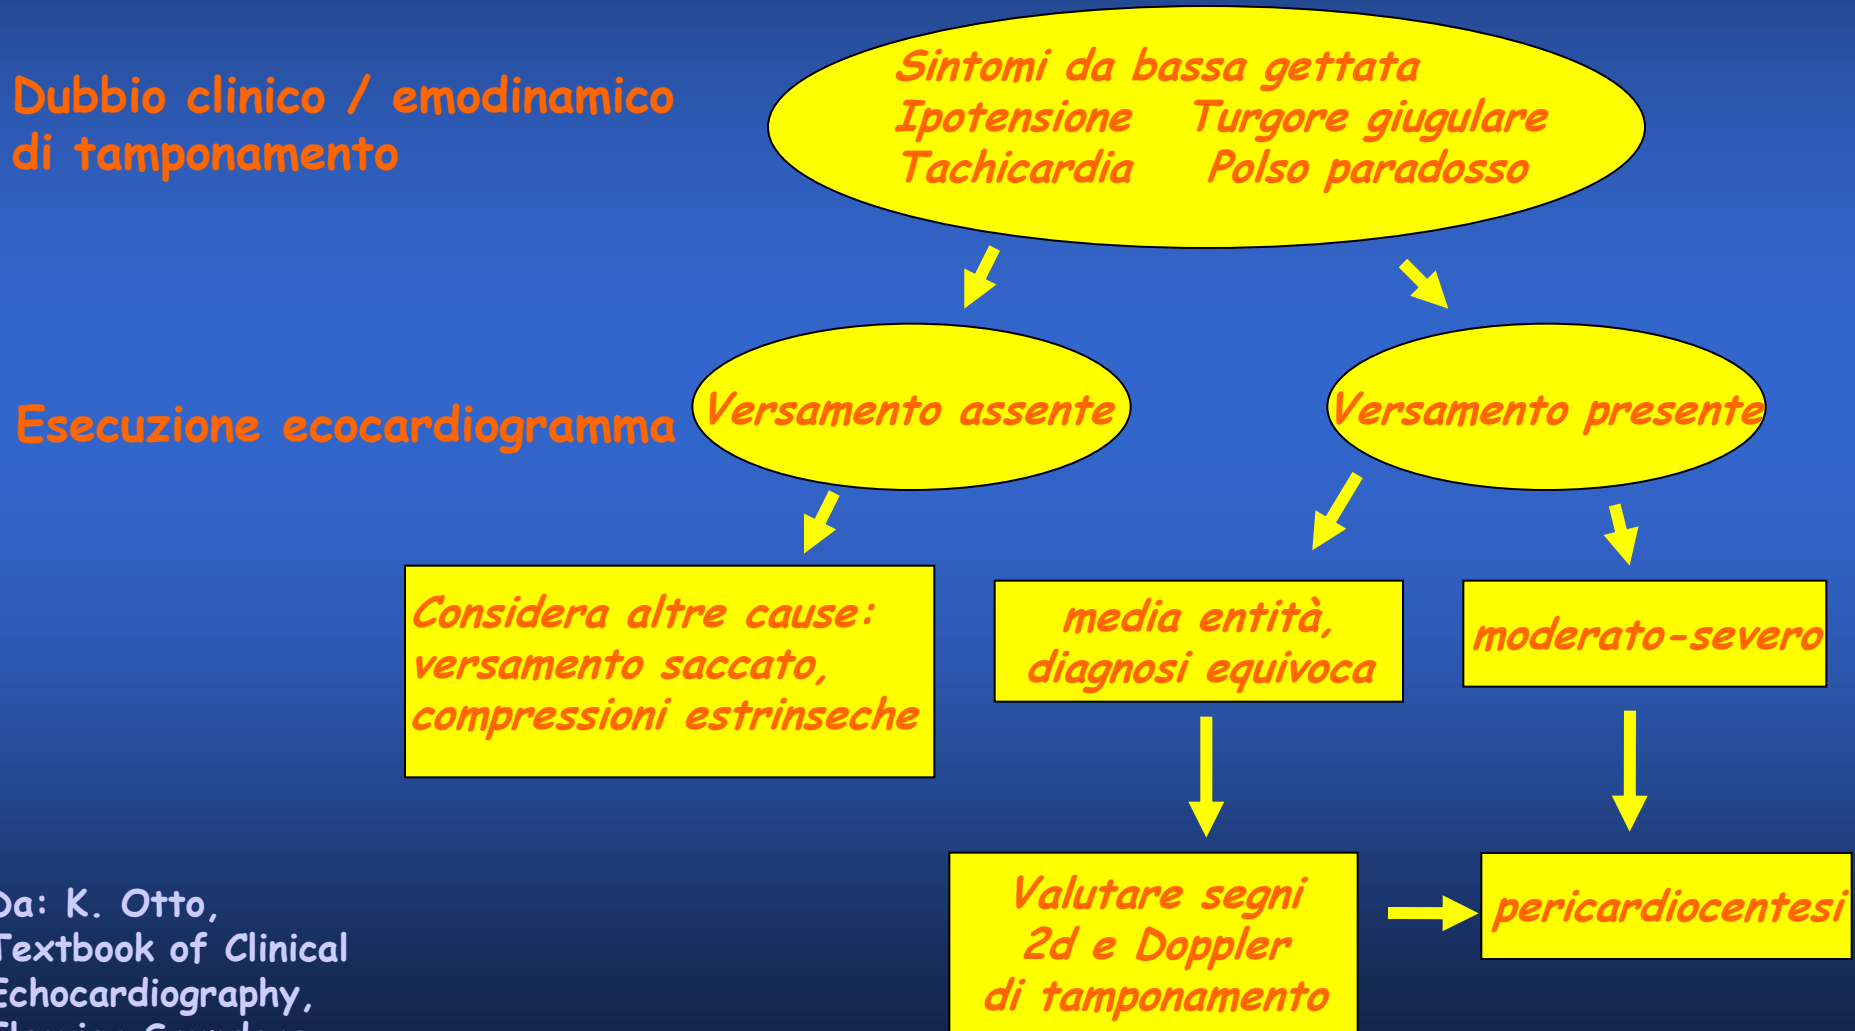 Dubbio clinico / emodinamico
di tamponamento
Sintomi da bassa gettata
Ipotensione Turgore giugulare
Tachicardia Polso paradosso
Esecuzione ecocardiogramma
Versamento assente
Versamento presente
Considera altre cause:
versamento saccato,
compressioni estrinseche
media entità,
diagnosi equivoca
moderato-severo
Valutare segni
2d e Doppler
di tamponamento
pericardiocentesi
Da: K. Otto,
Textbook of Clinical
Echocardiography,